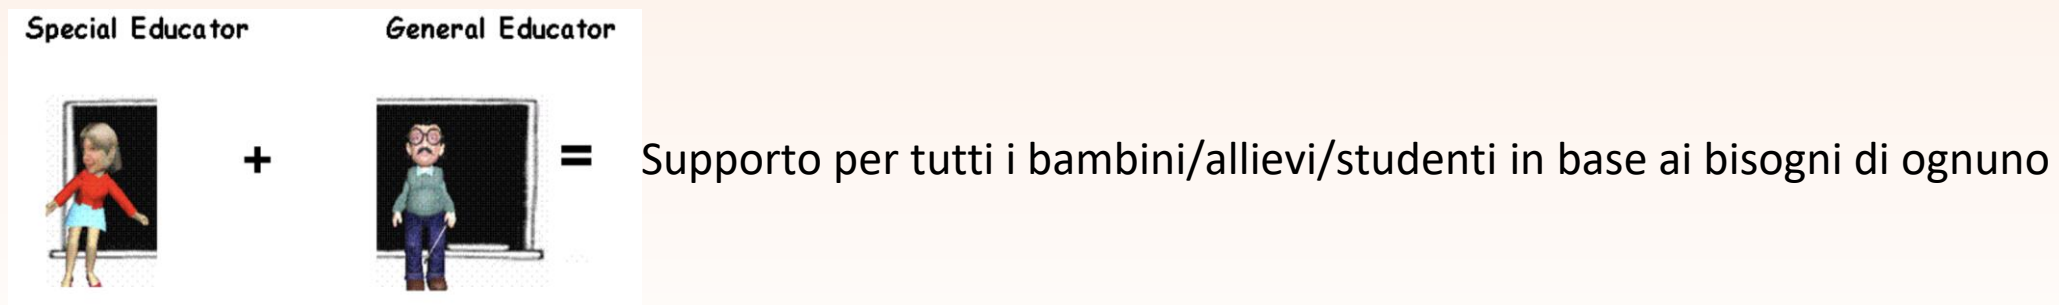 Special Educator General Educator
+ = Supporto per tutti i bambini/allievi/studenti in base ai bisogni di ognuno